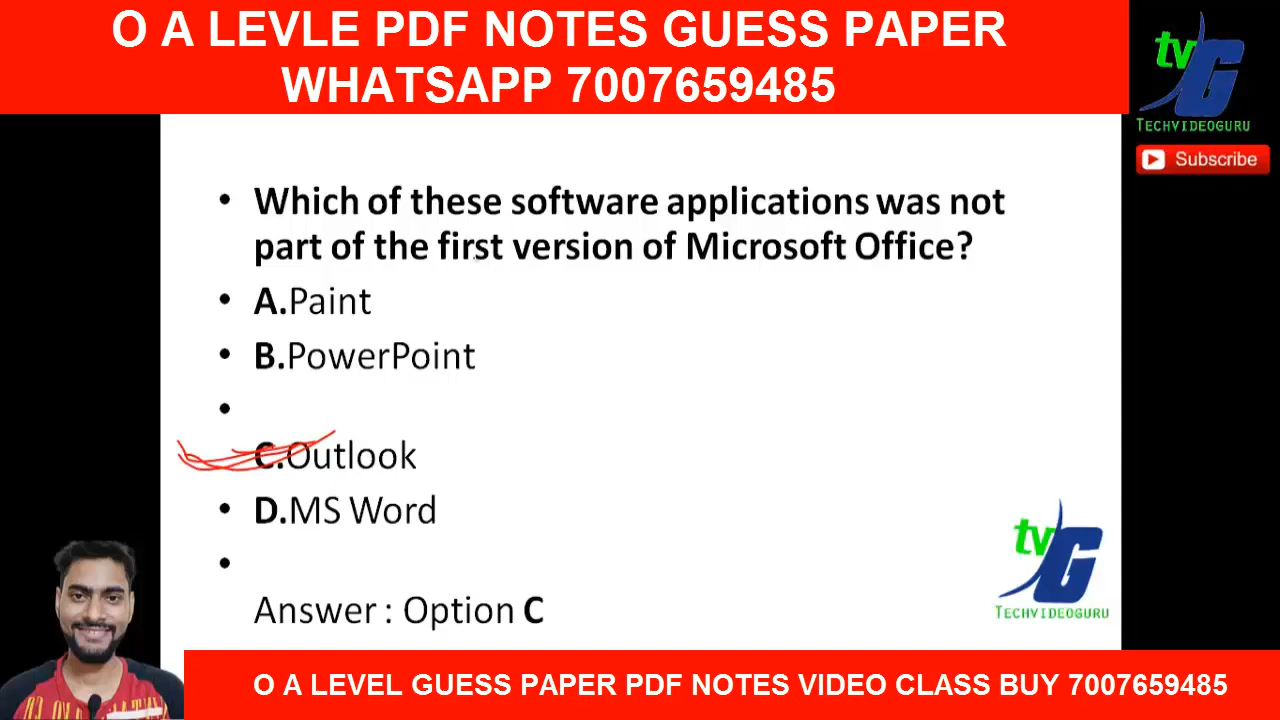 O A LEVLE PDF NOTES GUESS PAPER
WHATSAPP 7007659485
tvG
TECHVIDEOGURU
Subscribe
• Which of these software applications was not
part of the first version of Microsoft Office?
• A.Paint
• B.PowerPoint
•
C.Outlook
• D.MS Word
•
Answer : Option C
tvG
TECHVIDEOGURU
O A LEVEL GUESS PAPER PDF NOTES VIDEO CLASS BUY 7007659485